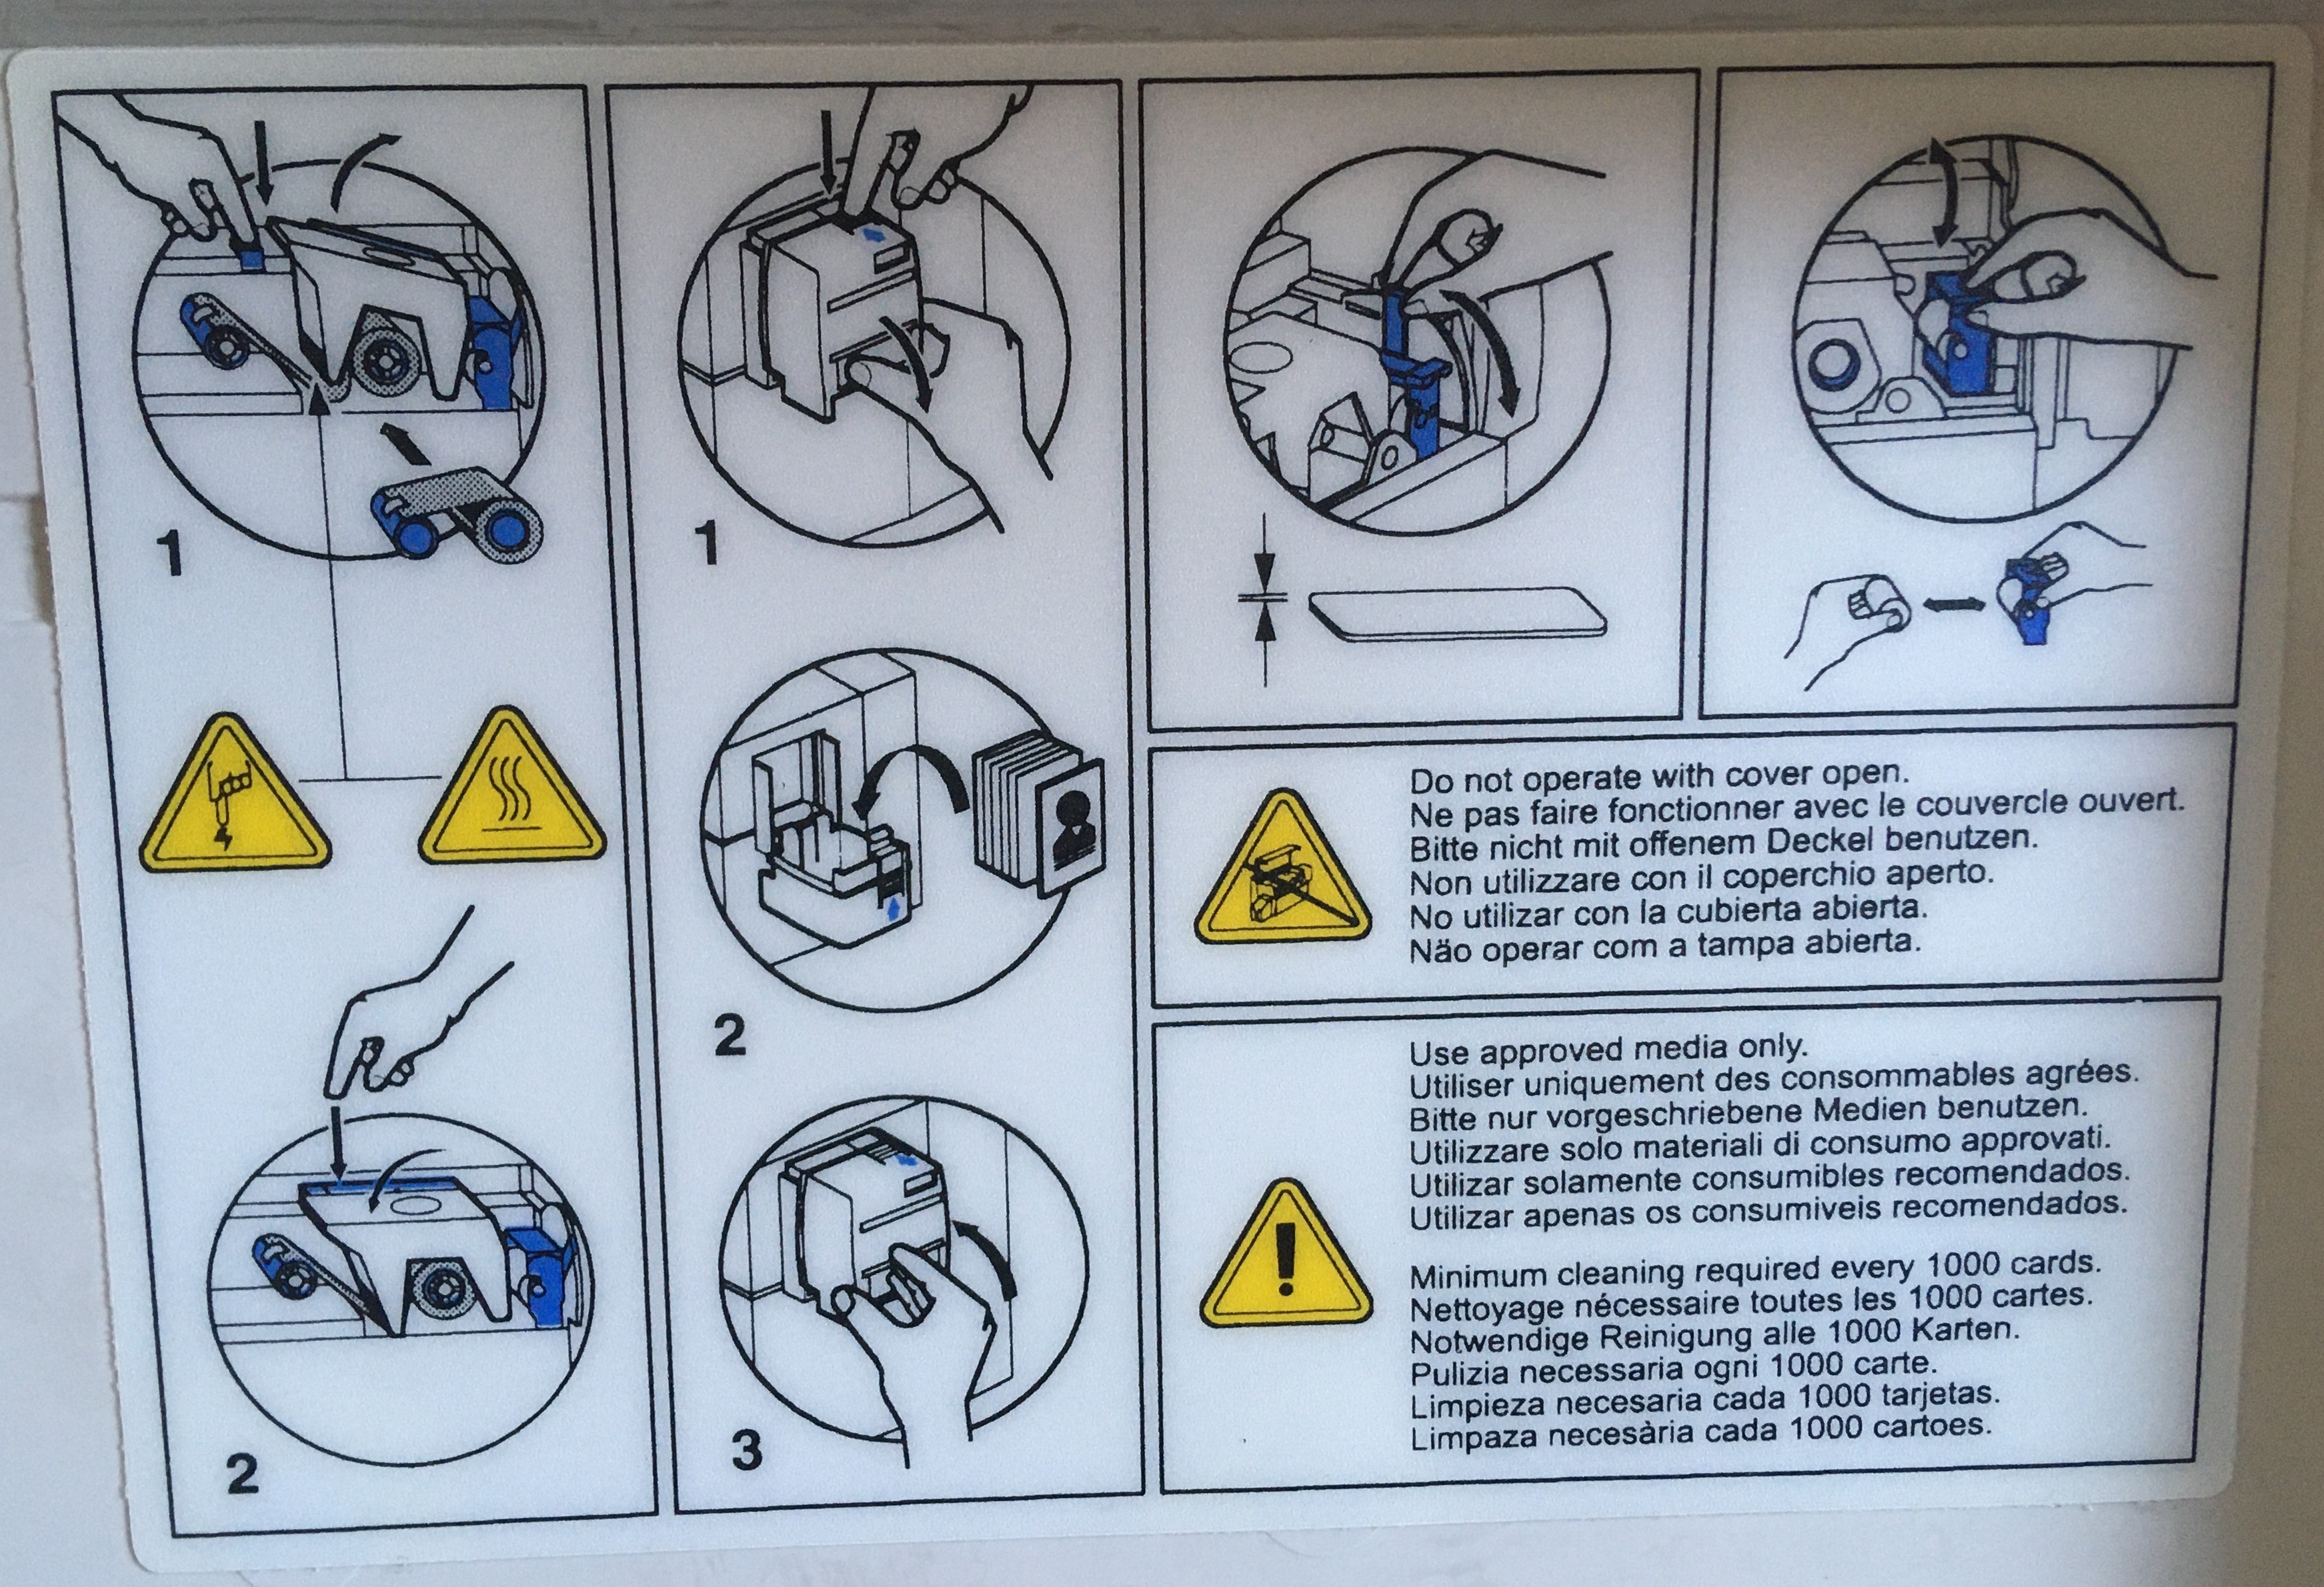 1
2
1
2
3
Do not operate with cover open.
Ne pas faire fonctionner avec le couvercle ouvert.
Bitte nicht mit offenem Deckel benutzen.
Non utilizzare con il coperchio aperto.
No utilizar con la cubierta abierta.
Näo operar com a tampa abierta.
Use approved media only.
Utiliser uniquement des consommables agrées.
Bitte nur vorgeschriebene Medien benutzen.
Utilizzare solo materiali di consumo approvati.
Utilizar solamente consumibles recomendados.
Utilizar apenas os consumiveis recomendados.
Minimum cleaning required every 1000 cards.
Nettoyage nécessaire toutes les 1000 cartes.
Notwendige Reinigung alle 1000 Karten.
Pulizia necessaria ogni 1000 carte.
Limpieza necesaria cada 1000 tarjetas.
Limpaza necesària cada 1000 cartoes.